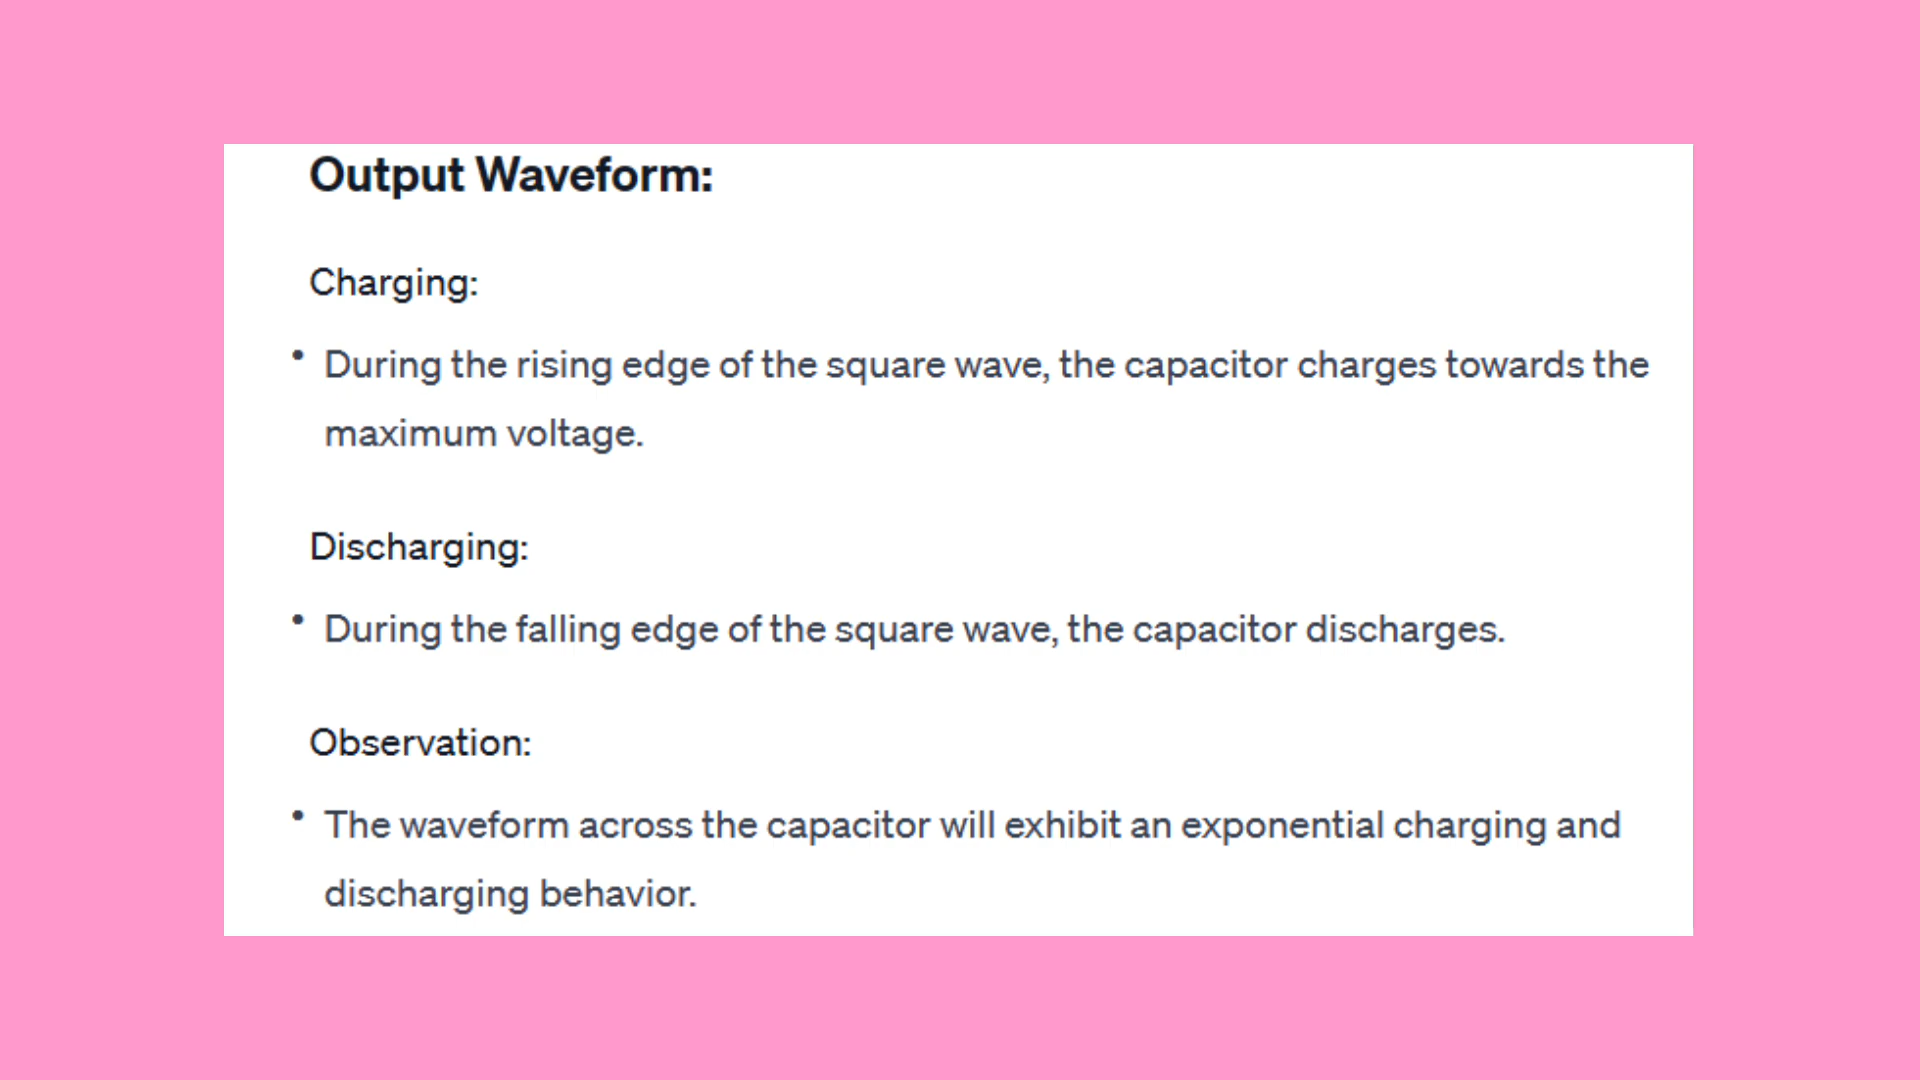 Output Waveform:
Charging:
• During the rising edge of the square wave, the capacitor charges towards the
maximum voltage.
Discharging:
• During the falling edge of the square wave, the capacitor discharges.
Observation:
• The waveform across the capacitor will exhibit an exponential charging and
discharging behavior.